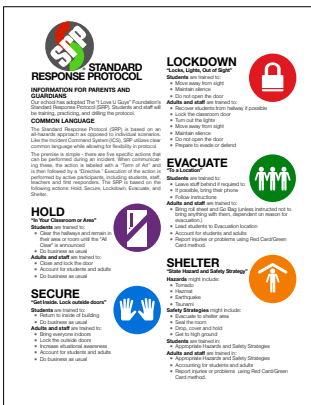 SRP
STANDARD
RESPONSE PROTOCOL
INFORMATION FOR PARENTS AND
GUARDIANS
Our school has adopted The "I Love U Guys" Foundation's
Standard Response Protocol (SRP). Students and staff will
be training, practicing, and drilling the protocol.
COMMON LANGUAGE
The Standard Response Protocol (SRP) is based on an
all-hazards approach as opposed to individual scenarios.
Like the Incident Command System (ICS), SRP utilizes clear
common language while allowing for flexibility in protocol.
The premise is simple - there are five specific actions that
can be performed during an incident. When communicat-
ing these, the action is labeled with a "Term of Art" and
is then followed by a "Directive." Execution of the action is
performed by active participants, including students, staff,
teachers and first responders. The SRP is based on the
following actions: Hold, Secure, Lockdown, Evacuate, and
Shelter.
HOLD
"In Your Classroom or Area"
Students are trained to:
• Clear the hallways and remain in
their area or room until the "All
Clear" is announced
• Do business as usual
Adults and staff are trained to:
• Close and lock the door
• Account for students and adults
• Do business as usual
SECURE
"Get Inside. Lock outside doors"
Students are trained to:
• Return to inside of building
• Do business as usual
Adults and staff are trained to:
• Bring everyone indoors
• Lock the outside doors
• Increase situational awareness
• Account for students and adults
• Do business as usual
LOCKDOWN
"Locks, Lights, Out of Sight"
Students are trained to:
• Move away from sight
• Maintain silence
• Do not open the door
Adults and staff are trained to:
• Recover students from hallway if possible
• Lock the classroom door
• Turn out the lights
• Move away from sight
• Maintain silence
• Do not open the door
• Prepare to evade or defend
EVACUATE
"To a Location"
Students are trained to:
• Leave stuff behind if required to
• If possible, bring their phone
• Follow instructions
Adults and staff are trained to:
• Bring roll sheet and Go Bag (unless instructed not to
bring anything with them, dependent on reason for
evacuation.)
• Lead students to Evacuation location
• Account for students and adults
• Report injuries or problems using Red Card/Green
Card method.
SHELTER
"State Hazard and Safety Strategy"
Hazards might include:
• Tornado
• Hazmat
• Earthquake
• Tsunami
Safety Strategies might include:
• Evacuate to shelter area
• Seal the room
• Drop, cover and hold
• Get to high ground
Students are trained in:
• Appropriate Hazards and Safety Strategies
Adults and staff are trained in:
• Appropriate Hazards and Safety Strategies
• Accounting for students and adults
• Report injuries or problems using Red Card/Green
Card method.